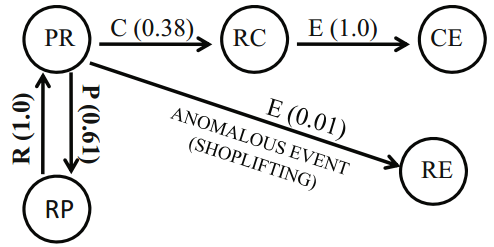 PR
C (0.38)
RC
E (1.0)
CE
R (1.0)
P (0.61)
E (0.01)
ANOMALOUS EVENT
(SHOPLIFTING)
RE
RP